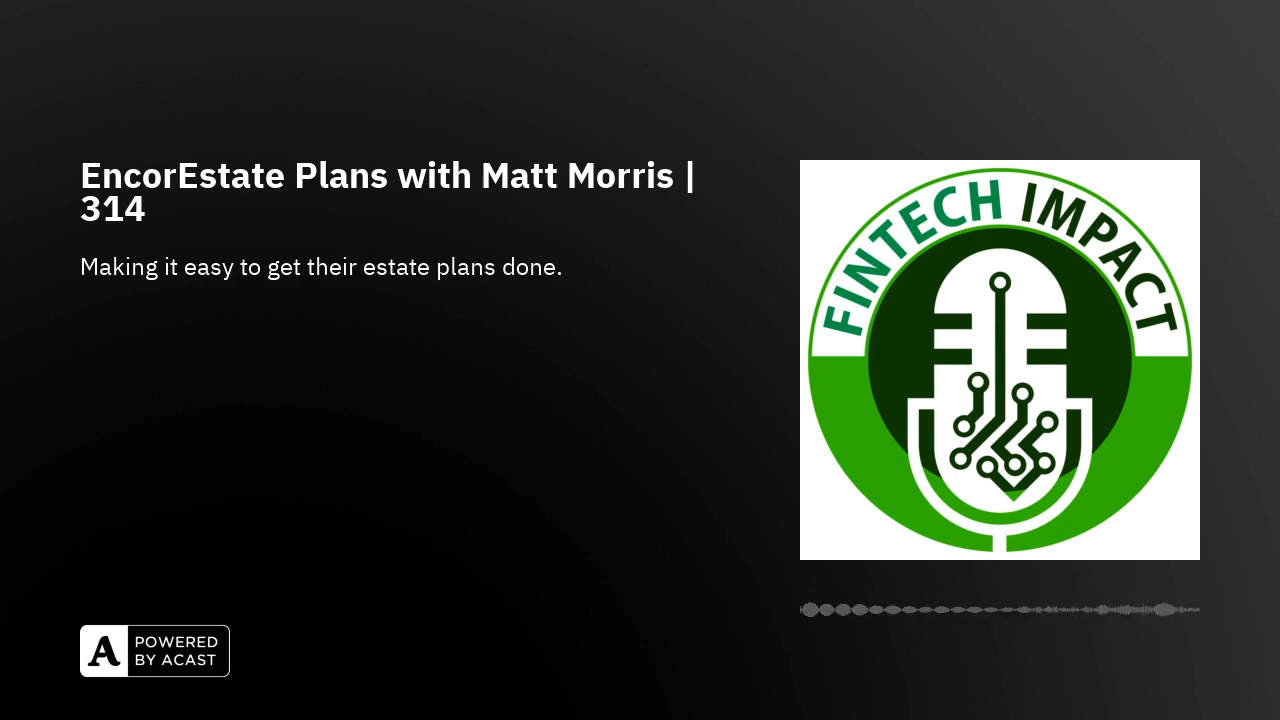 EncorEstate Plans with Matt Morris |
314
Making it easy to get their estate plans done.
FINTECH IMPACT
A
POWERED
BY ACAST